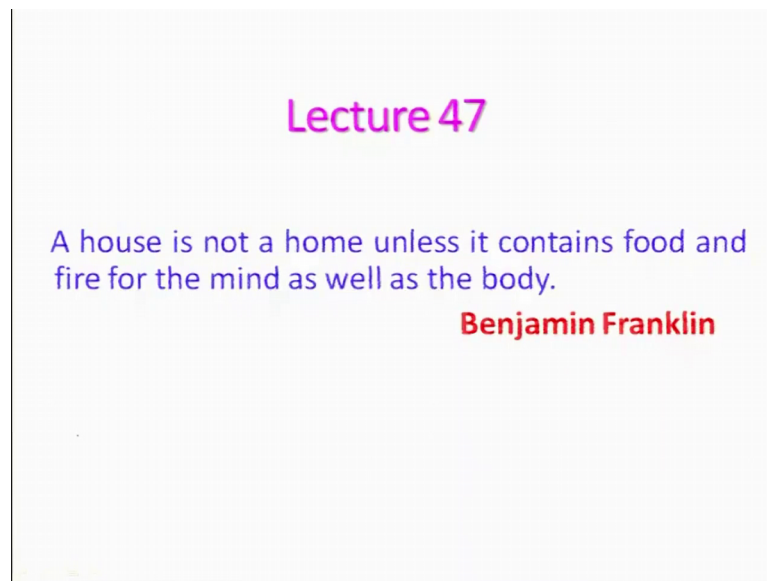 Lecture 47
A house is not a home unless it contains food and
fire for the mind as well as the body.
Benjamin Franklin